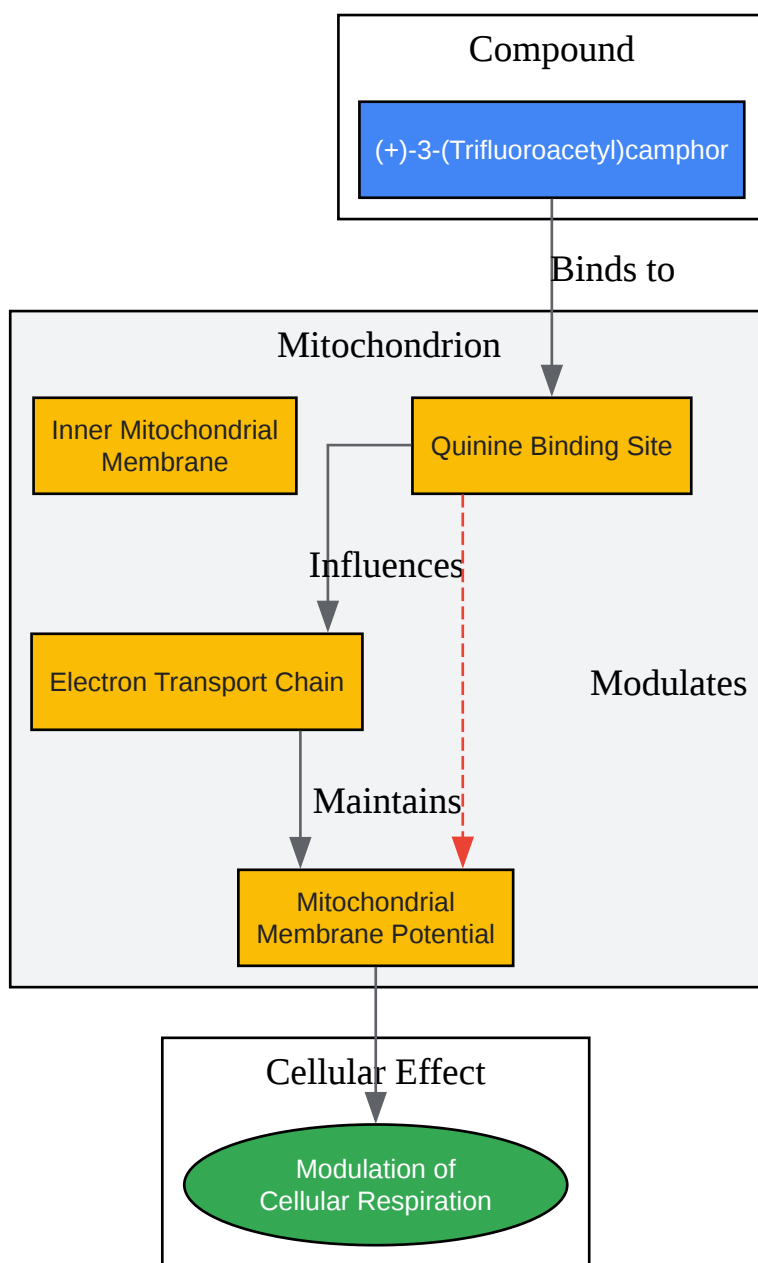 Compound
(+)-3-(Trifluoroacetyl)camphor
Binds to
Mitochondrion
Inner Mitochondrial
Membrane
Quinine Binding Site
Influences
Electron Transport Chain
Modulates
Maintains
Mitochondrial
Membrane Potential
Cellular Effect
Modulation of
Cellular Respiration